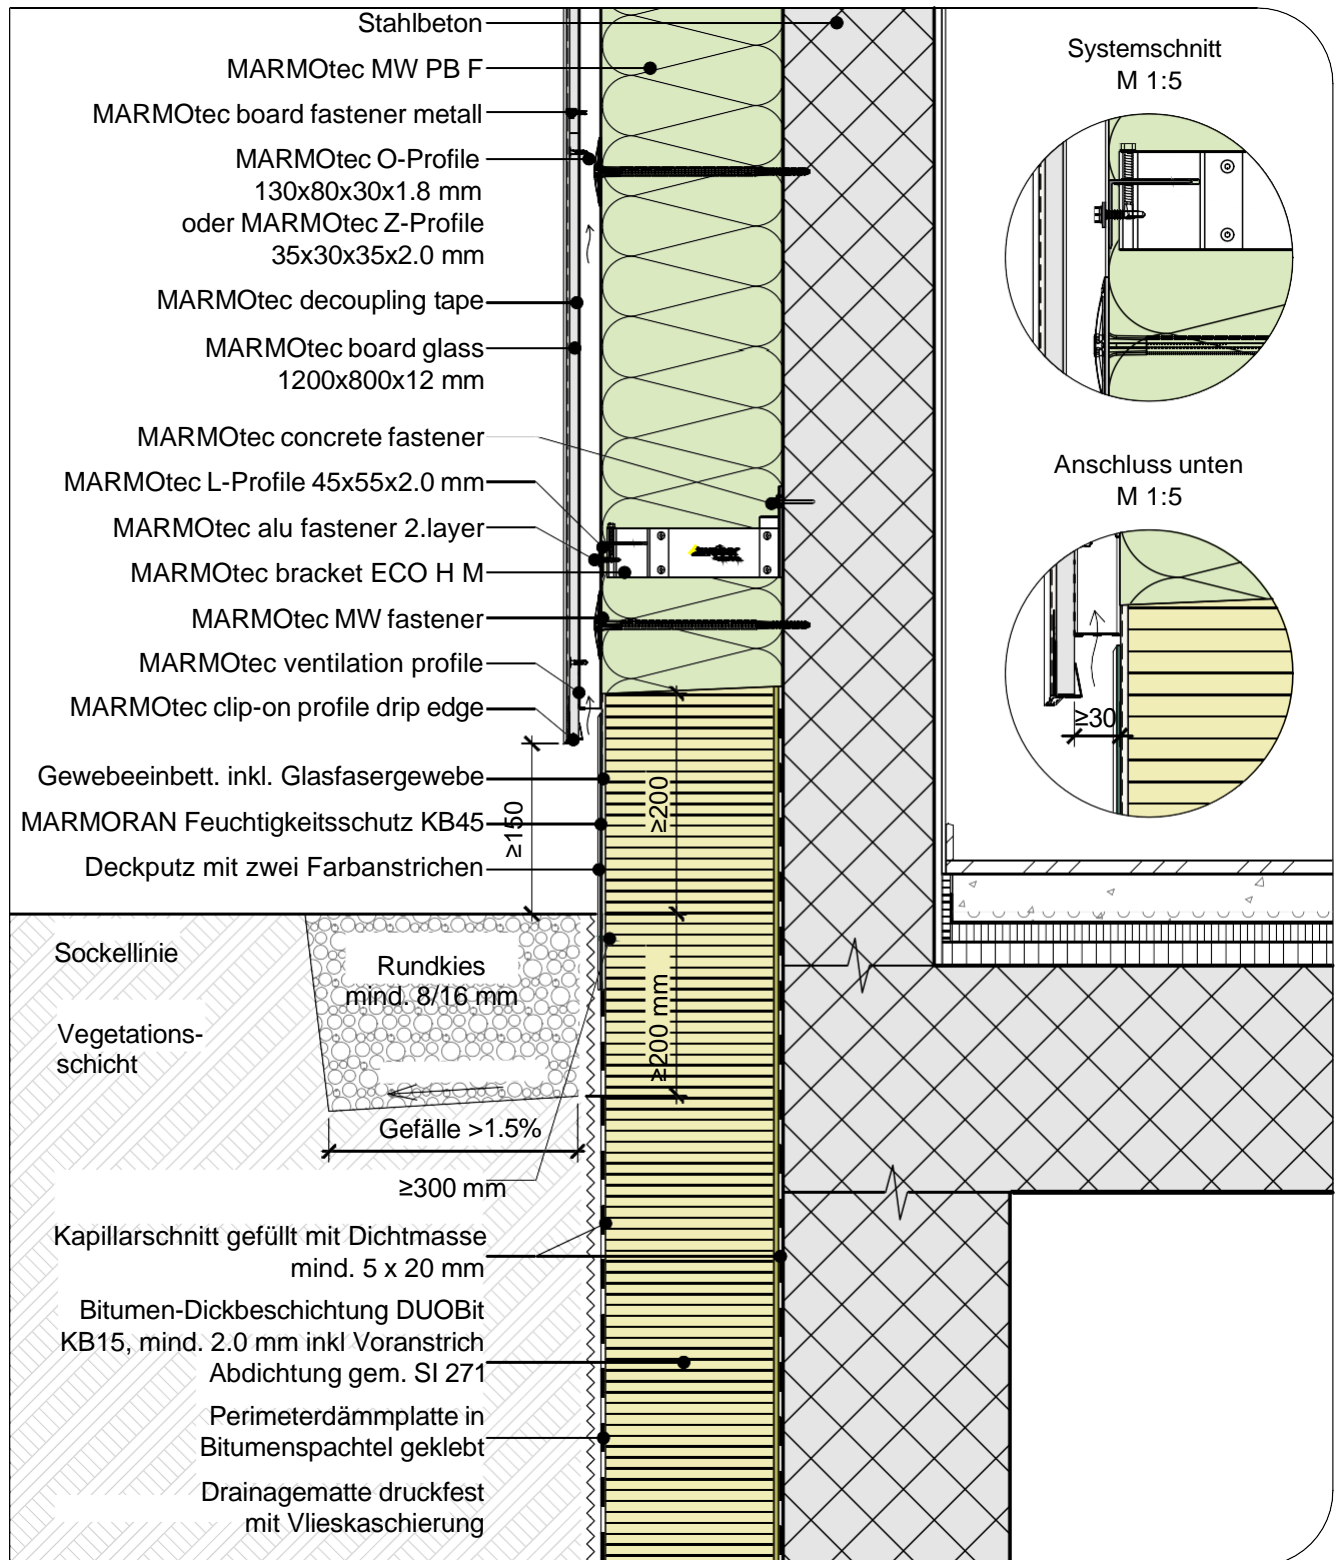 Stahlbeton
MARMOtec MW PB F
MARMOtec board fastener metall
MARMOtec O-Profile
130x80x30x1.8 mm
oder MARMOtec Z-Profile
35x30x35x2.0 mm
MARMOtec decoupling tape
MARMOtec board glass
1200x800x12 mm
MARMOtec concrete fastener
MARMOtec L-Profile 45x55x2.0 mm
MARMOtec alu fastener 2.layer
MARMOtec bracket ECO H M
MARMOtec MW fastener
MARMOtec ventilation profile
MARMOtec clip-on profile drip edge
Gewebeeinbett. inkl. Glasfasergewebe
MARMORAN Feuchtigkeitsschutz KB45
Deckputz mit zwei Farbanstrichen
≥150
≥200
≥200 mm
Sockellinie
Vegetations-
schicht
Rundkies
mind. 8/16 mm
Gefälle >1.5%
≥300 mm
Kapillarschnitt gefüllt mit Dichtmasse
mind. 5 x 20 mm
Bitumen-Dickbeschichtung DUOBit
KB15, mind. 2.0 mm inkl Voranstrich
Abdichtung gem. SI 271
Perimeterdämmplatte in
Bitumenspachtel geklebt
Drainagematte druckfest
mit Vlieskaschierung
Systemschnitt
M 1:5
Anschluss unten
M 1:5
≥30